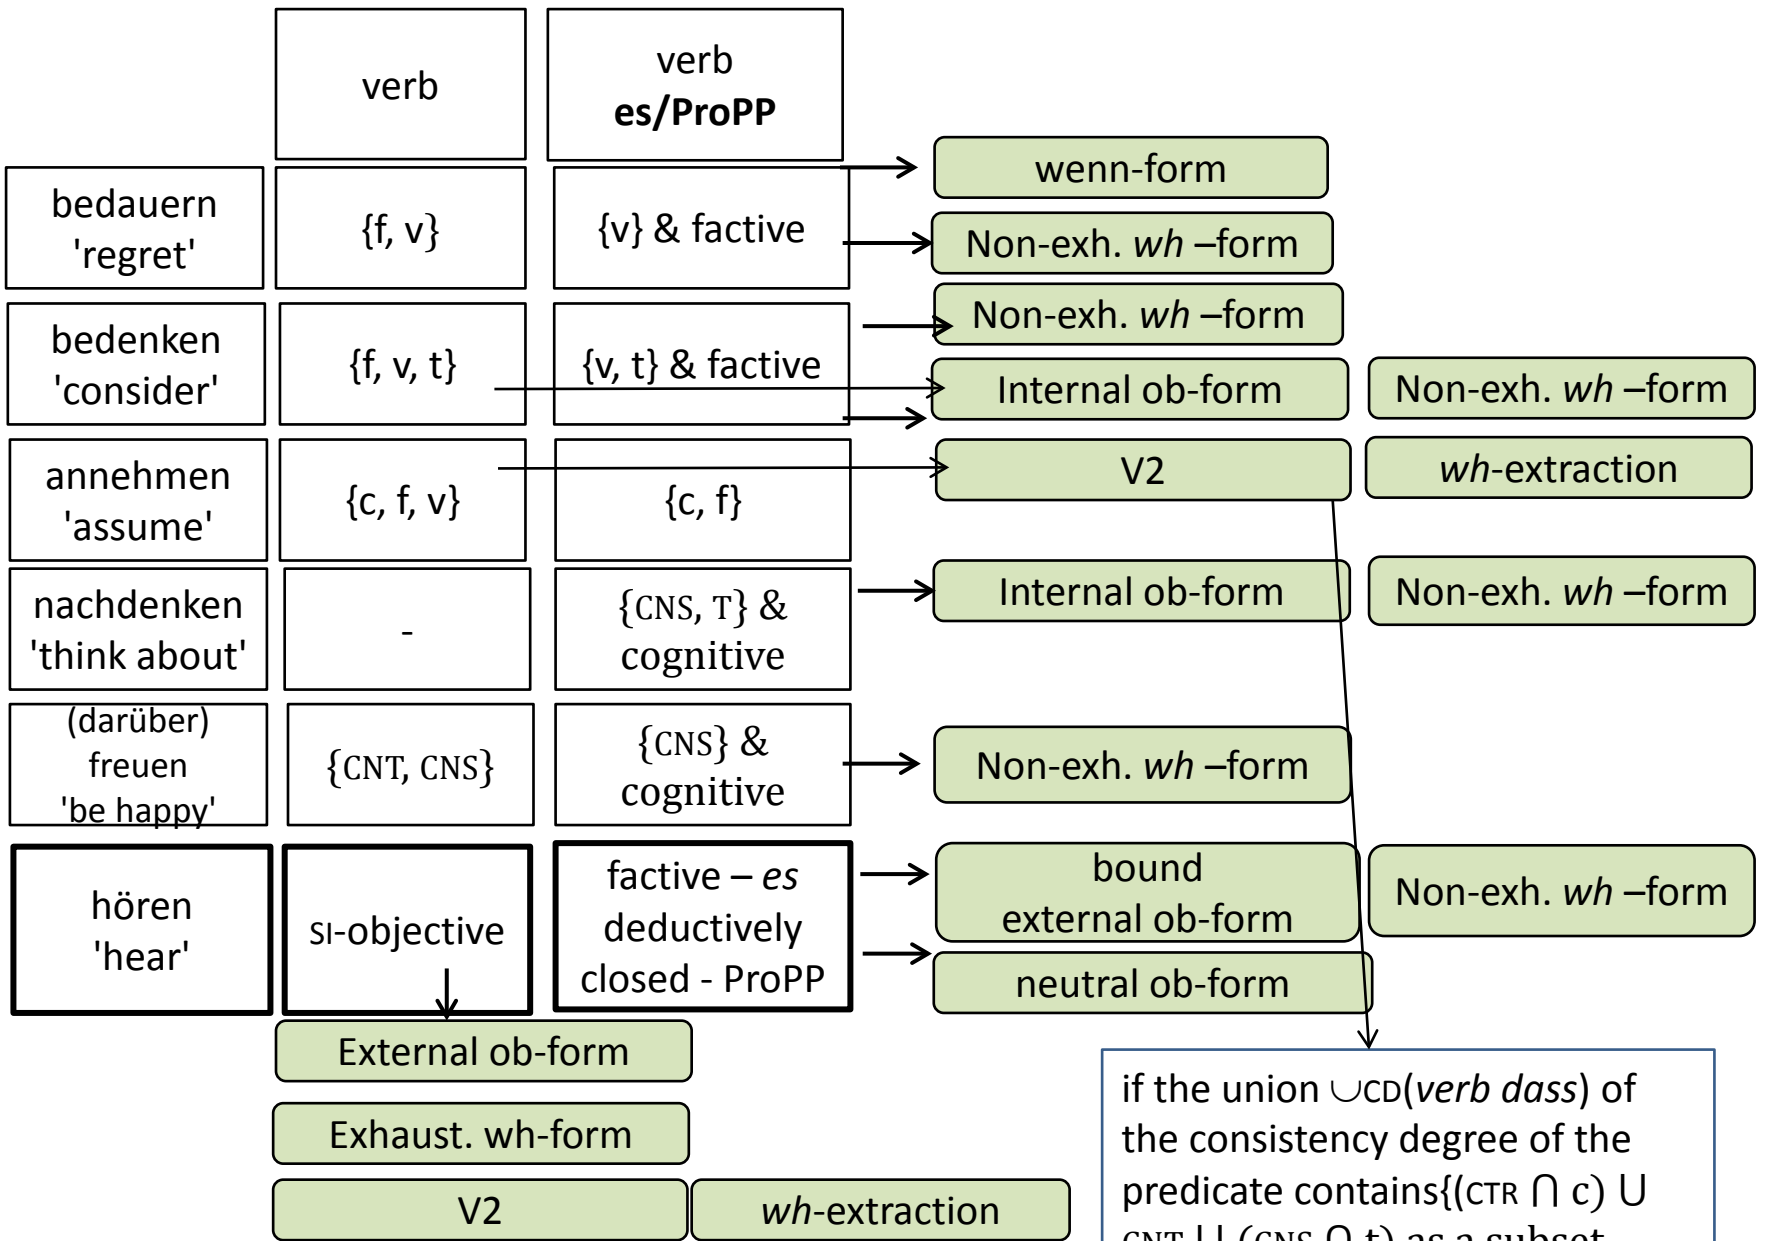 verb
verb
es/ProPP
wenn-form
bedauern
'regret'
{f, v}
{v} & factive
Non-exh. wh –form
bedenken
'consider'
{f, v, t}
{v, t} & factive
Non-exh. wh –form
Internal ob-form
Non-exh. wh –form
annehmen
'assume'
{c, f, v}
{c, f}
V2
wh-extraction
nachdenken
'think about'
-
{CNS, T} &
cognitive
Internal ob-form
Non-exh. wh –form
(darüber)
freuen
'be happy'
{CNT, CNS}
{CNS} &
cognitive
Non-exh. wh –form
hören
'hear'
SI-objective
factive – es
deductively
closed - ProPP
bound
external ob-form
Non-exh. wh –form
neutral ob-form
External ob-form
Exhaust. wh-form
V2
wh-extraction
if the union ∪CD(verb dass) of
the consistency degree of the
predicate contains{(CTR ⋂ c) ⋃
CNT ⋃ (CNS ⋂ t) as a subset